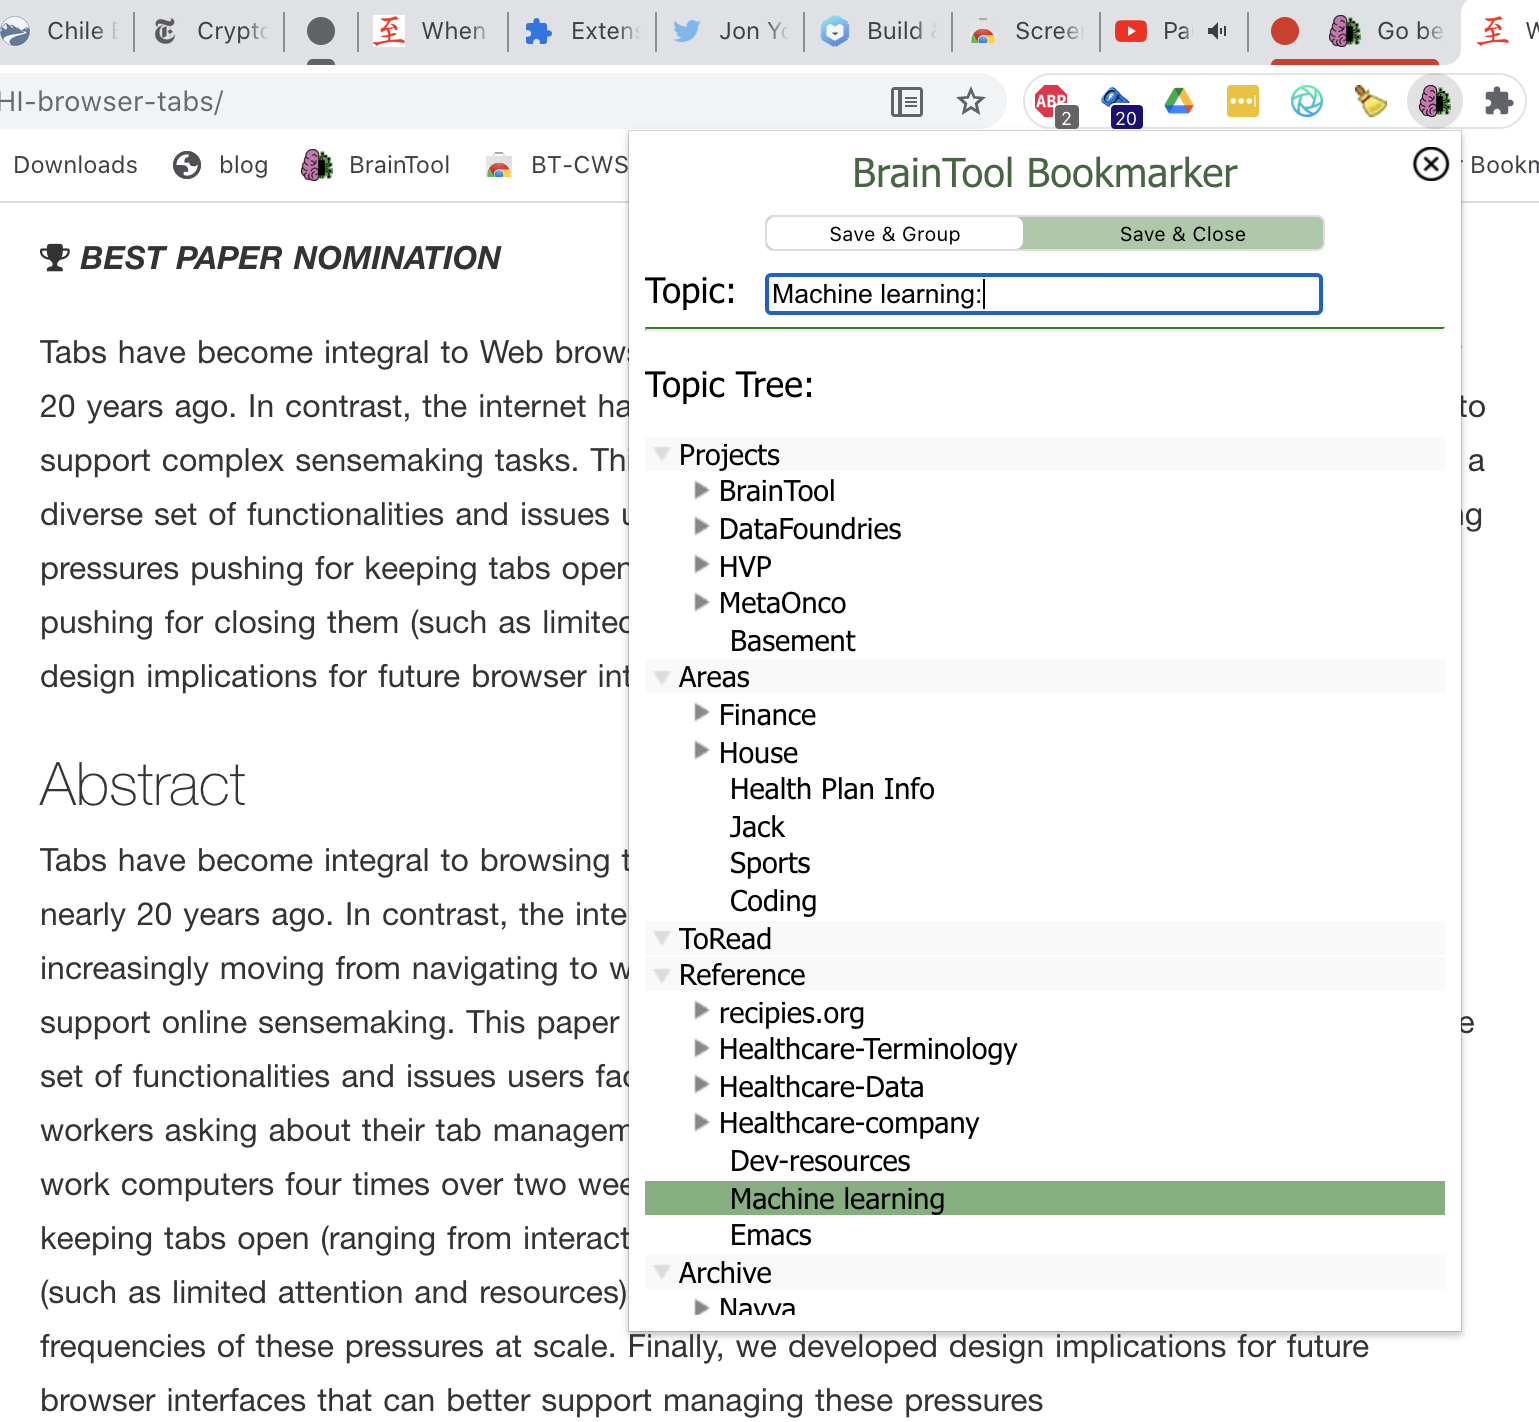 Chile
Crypto
至 When
Extens
Jon Yo
Build
Screen
Pa
Go be
至
HI-browser-tabs/
ABP 2
20
Downloads
blog
BrainTool
BT-CWS
Bookm
BrainTool Bookmarker
Save & Group
Save & Close
Topic: Machine learning:
Topic Tree:
Projects
BrainTool
DataFoundries
HVP
MetaOnco
Basement
Areas
Finance
House
Health Plan Info
Jack
Sports
Coding
ToRead
Reference
recipies.org
Healthcare-Terminology
Healthcare-Data
Healthcare-company
Dev-resources
Machine learning
Emacs
Archive
Navya
BEST PAPER NOMINATION
Tabs have become integral to Web brows
20 years ago. In contrast, the internet ha to
support complex sensemaking tasks. Th a
diverse set of functionalities and issues
pressures pushing for keeping tabs open
pushing for closing them (such as limited
design implications for future browser int
Abstract
Tabs have become integral to browsing t
nearly 20 years ago. In contrast, the inte
increasingly moving from navigating to w
support online sensemaking. This paper e
set of functionalities and issues users fac
workers asking about their tab managem
work computers four times over two wee
keeping tabs open (ranging from interact
(such as limited attention and resources)
frequencies of these pressures at scale. Finally, we developed design implications for future
browser interfaces that can better support managing these pressures